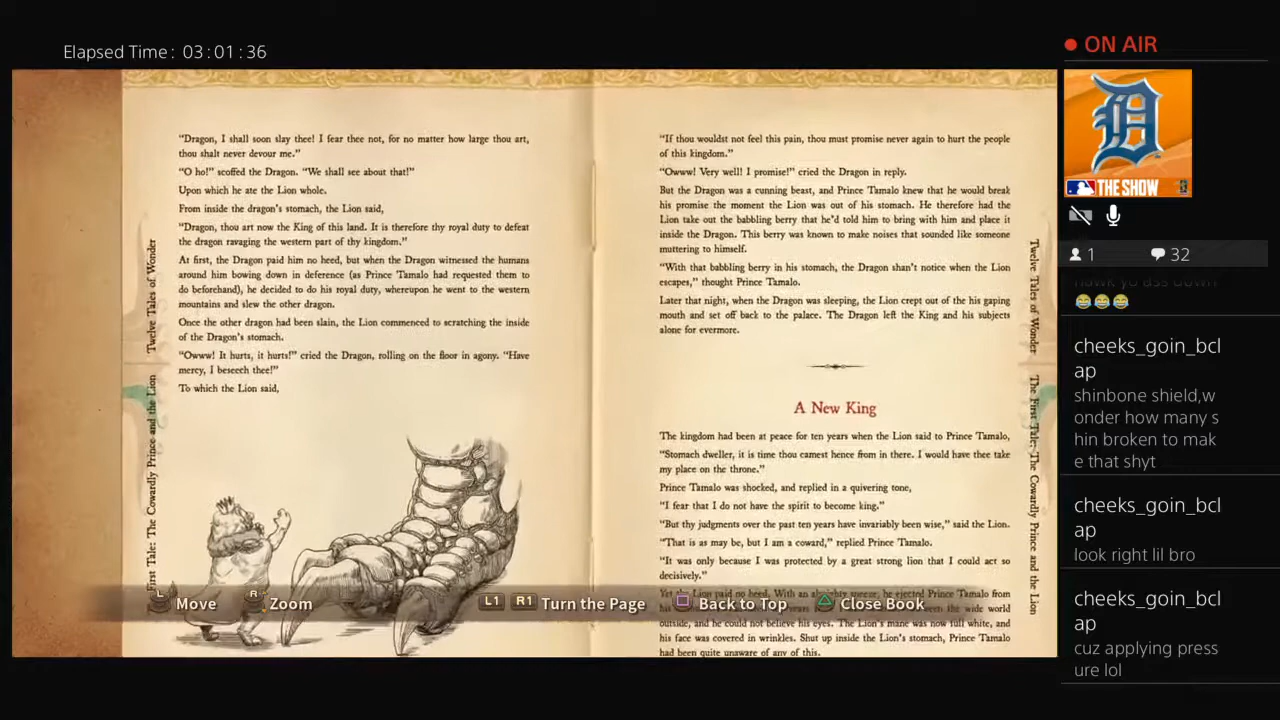 Elapsed Time: 03:01:36
ON AIR
D
MLB THE SHOW
1
32
Twelve Tales of Wonder
First Tale: The Cowardly Prince and the Lion
"Dragon, I shall soon slay thee! I fear thee not, for no matter how large thou art,
thou shalt never devour me."
"O ho!" scoffed the Dragon. "We shall see about that!"
Upon which he ate the Lion whole.
From inside the dragon's stomach, the Lion said,
"Dragon, thou art now the King of this land. It is therefore thy royal duty to defeat
the dragon ravaging the western part of thy kingdom."
At first, the Dragon paid him no heed, but when the Dragon witnessed the humans
around him bowing down in deference (as Prince Tamalo had requested them to
do beforehand), he decided to do his royal duty, whereupon he went to the western
mountains and slew the other dragon.
Once the other dragon had been slain, the Lion commenced to scratching the inside
of the Dragon's stomach.
"Owww! It hurts, it hurts!" cried the Dragon, rolling on the floor in agony. "Have
mercy, I beseech thee!"
To which the Lion said,
"If thou wouldst not feel this pain, thou must promise never again to hurt the people
of this kingdom."
"Owww! Very well! I promise!" cried the Dragon in reply.
But the Dragon was a cunning beast, and Prince Tamalo knew that he would break
his promise the moment the Lion was out of his stomach. He therefore had the
Lion take out the babbling berry that he'd told him to bring with him and place it
inside the Dragon. This berry was known to make noises that sounded like someone
muttering to himself.
"With that babbling berry in his stomach, the Dragon shan't notice when the Lion
escapes," thought Prince Tamalo.
Later that night, when the Dragon was sleeping, the Lion crept out of the his gaping
mouth and set off back to the palace. The Dragon left the King and his subjects
alone for evermore.
A New King
The kingdom had been at peace for ten years when the Lion said to Prince Tamalo,
"Stomach dweller, it is time thou camest hence from in there. I would have thee take
my place on the throne."
Prince Tamalo was shocked, and replied in a quivering tone,
"I fear that I do not have the spirit to become king."
"But thy judgments over the past ten years have invariably been wise," said the Lion.
"That is as may be, but I am a coward," replied Prince Tamalo.
"It was only because I was protected by a great strong lion that I could act so
decisively."
Yet the Lion paid no heed. With an almighty sneeze, he ejected Prince Tamalo from
the wide world
outside, and he could not believe his eyes. The Lion's mane was now full white, and
his face was covered in wrinkles. Shut up inside the Lion's stomach, Prince Tamalo
had been quite unaware of any of this.
Twelve Tales of Wonder
The First Tale: The Cowardly Prince and the Lion
L Move
R Zoom
L1 R1 Turn the Page
Back to Top
Close Book
😂😂😂
cheeks_goin_bcl
ap
shinbone shield,w
onder how many s
hin broken to mak
e that shyt
cheeks_goin_bcl
ap
look right lil bro
cheeks_goin_bcl
ap
cuz applying press
ure lol